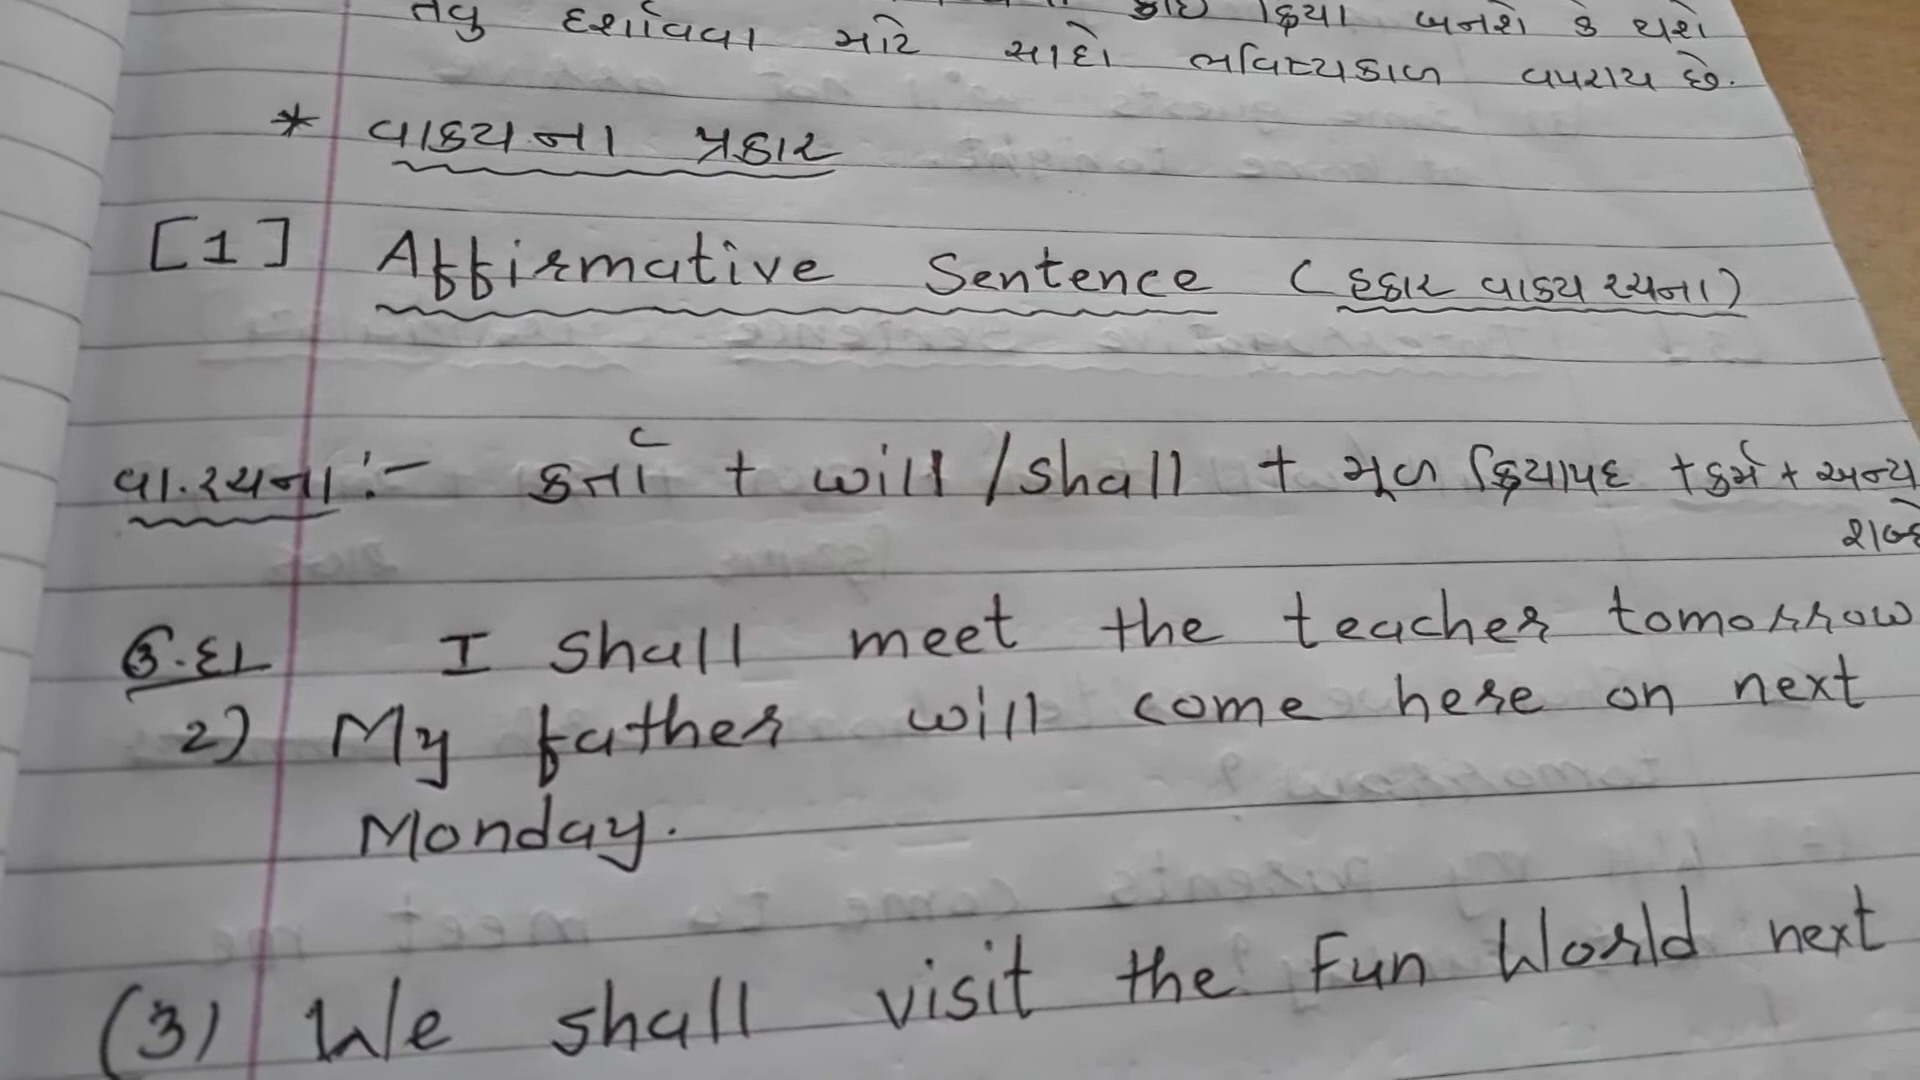 ક્રિયા બનશે કે થશે
તેવુ દર્શાવવા માટે સાદો ભવિષ્યકાળ વપરાય છે.
* વાક્યના પ્રકાર
[1] Affirmative Sentence (હકાર વાક્ય રચના)
વા.રચના:- કર્તા + will / shall + મૂળ ક્રિયાપદ + કર્મ + અન્ય
ઉ.દા I shall meet the teacher tomorrow
2) My father will come here on next
Monday.
(3) We shall visit the Fun World next